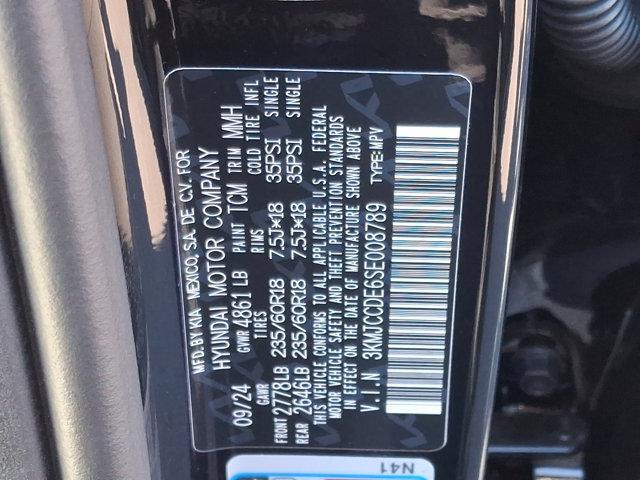 MFD. BY KIA MEXICO, S.A. DE C.V. FOR
HYUNDAI MOTOR COMPANY
09/24 GVWR 4861LB PAINT TCM TRIM MMH
GAWR TIRES RIMS COLD TIRE INFL
FRONT 2778LB 235/60R18 7.5J×18 35PSI SINGLE
REAR 2646LB 235/60R18 7.5J×18 35PSI SINGLE
THIS VEHICLE CONFORMS TO ALL APPLICABLE U.S.A. FEDERAL
MOTOR VEHICLE SAFETY AND THEFT PREVENTION STANDARDS
IN EFFECT ON THE DATE OF MANUFACTURE SHOWN ABOVE
V.I.N 3KMJCCDE6SE008789 TYPE:MPV
N41